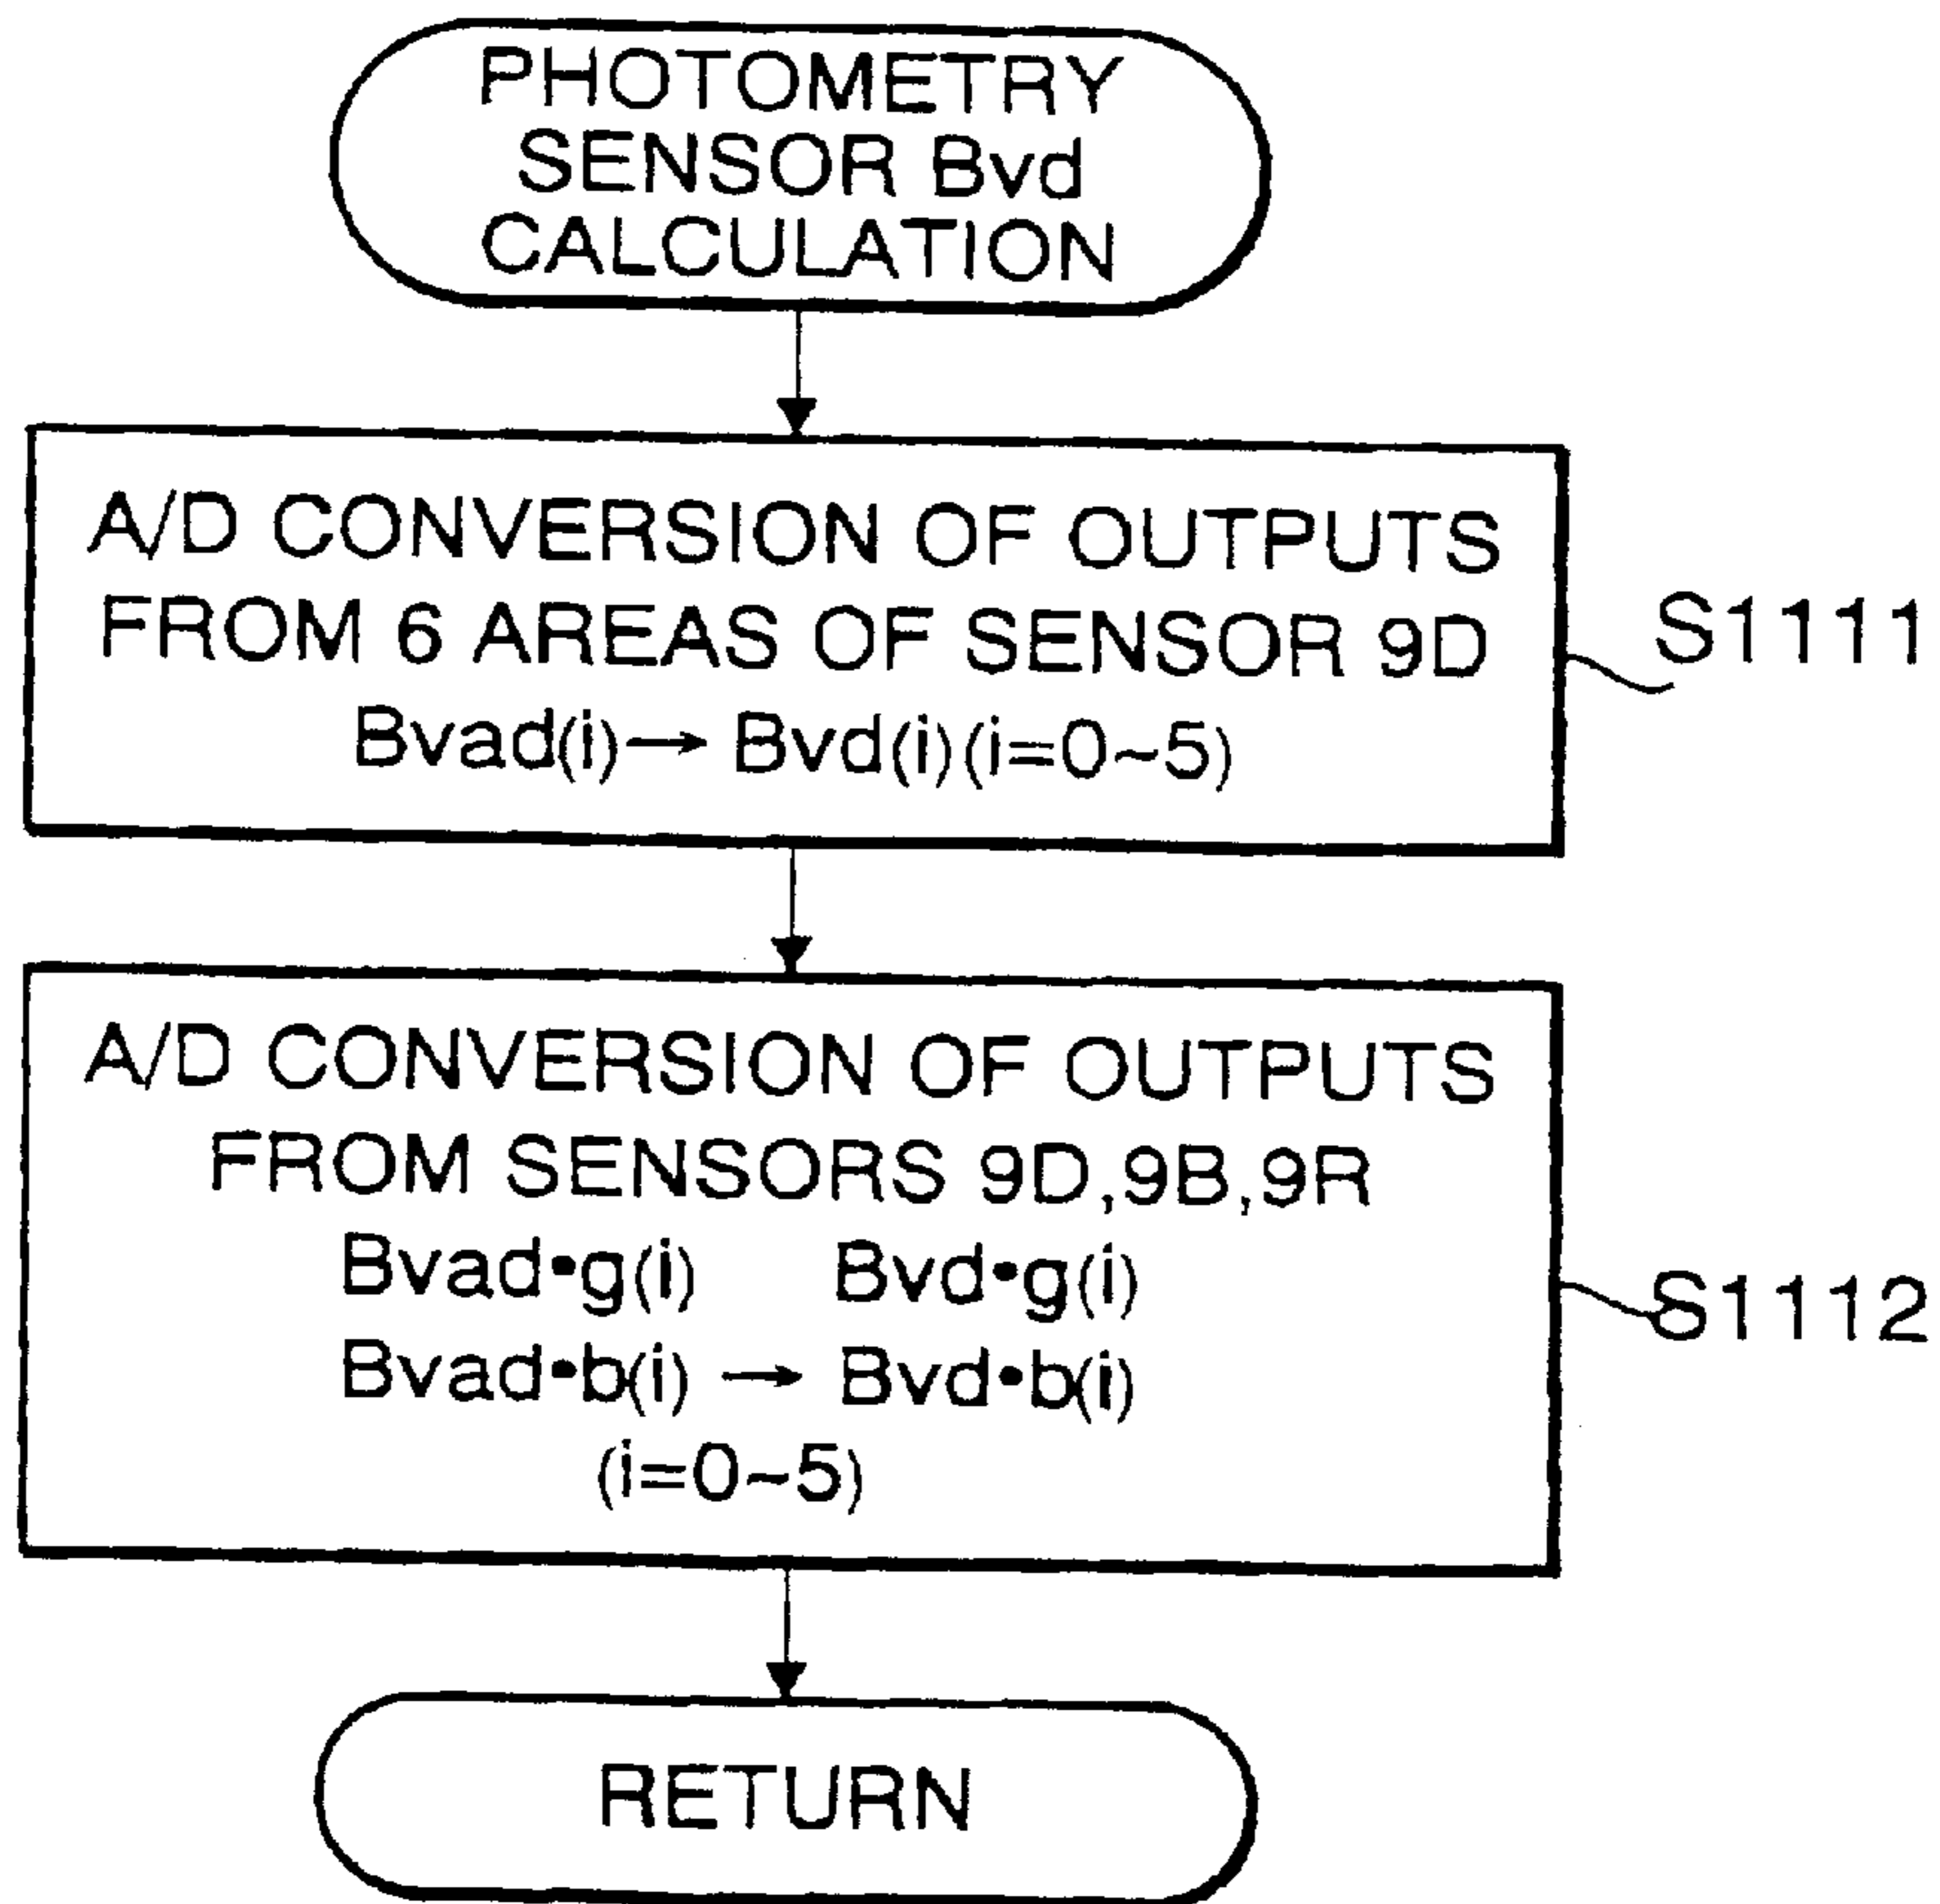 PHOTOMETRY
SENSOR Bvd
CALCULATION
A/D CONVERSION OF OUTPUTS
FROM 6 AREAS OF SENSOR 9D
Bvad(i)→ Bvd(i)(i=0~5)
S1111
A/D CONVERSION OF OUTPUTS
FROM SENSORS 9D,9B,9R
Bvad•g(i) Bvd•g(i)
Bvad•b(i) → Bvd•b(i)
(i=0~5)
S1112
RETURN